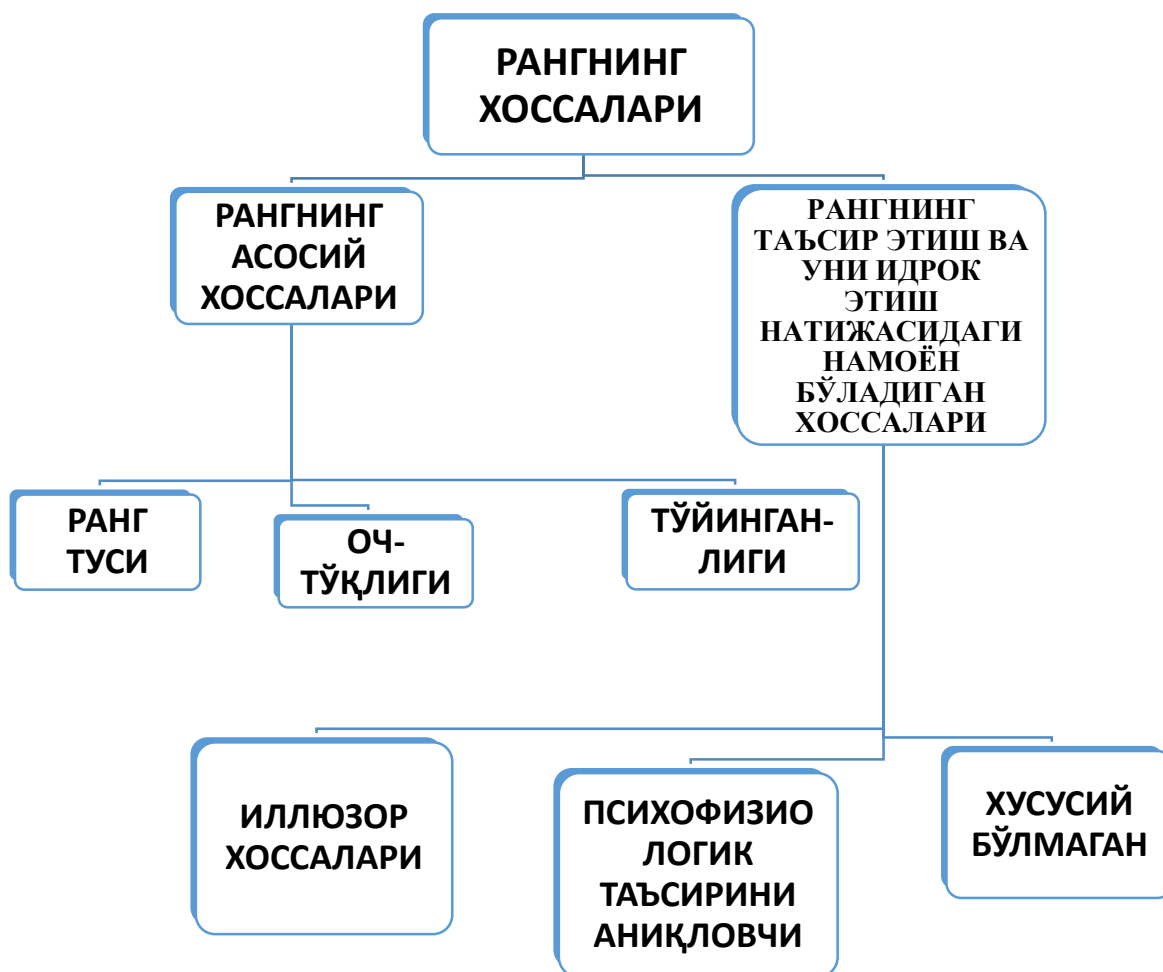 РАНГНИНГ
ХОССАЛАРИ
РАНГНИНГ
АСОСИЙ
ХОССАЛАРИ
РАНГНИНГ
ТАЪСИР ЭТИШ ВА
УНИ ИДРОК
ЭТИШ
НАТИЖАСИДАГИ
НАМОЁН
БЎЛАДИГАН
ХОССАЛАРИ
РАНГ
ТУСИ
ОЧ-
ТЎҚЛИГИ
ТЎЙИНГАН-
ЛИГИ
ИЛЛЮЗОР
ХОССАЛАРИ
ПСИХОФИЗИО
ЛОГИК
ТАЪСИРИНИ
АНИҚЛОВЧИ
ХУСУСИЙ
БЎЛМАГАН